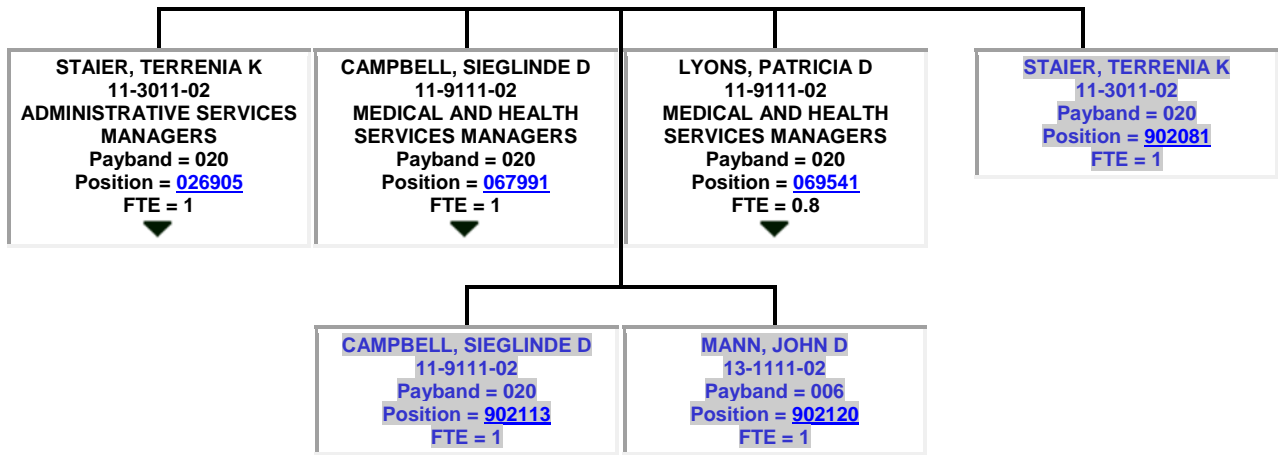 STAIER, TERRENIA K
11-3011-02
ADMINISTRATIVE SERVICES
MANAGERS
Payband = 020
Position = 026905
FTE = 1
CAMPBELL, SIEGLINDE D
11-9111-02
MEDICAL AND HEALTH
SERVICES MANAGERS
Payband = 020
Position = 067991
FTE = 1
LYONS, PATRICIA D
11-9111-02
MEDICAL AND HEALTH
SERVICES MANAGERS
Payband = 020
Position = 069541
FTE = 0.8
STAIER, TERRENIA K
11-3011-02
Payband = 020
Position = 902081
FTE = 1
CAMPBELL, SIEGLINDE D
11-9111-02
Payband = 020
Position = 902113
FTE = 1
MANN, JOHN D
13-1111-02
Payband = 006
Position = 902120
FTE = 1